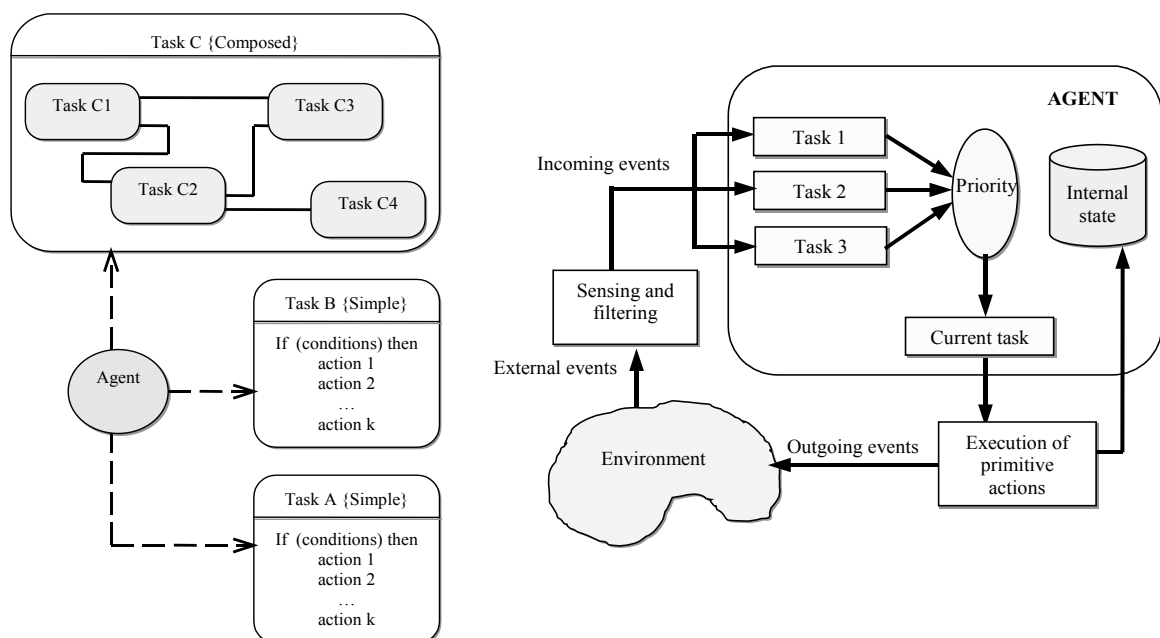 Task C {Composed}
Task C1
Task C3
Task C2
Task C4
Task B {Simple}
If (conditions) then
action 1
action 2
…
action k
Agent
Task A {Simple}
If (conditions) then
action 1
action 2
…
action k
AGENT
Task 1
Incoming events
Task 2
Priority
Internal
state
Task 3
Sensing and
filtering
Current task
External events
Environment
Outgoing events
Execution of
primitive
actions